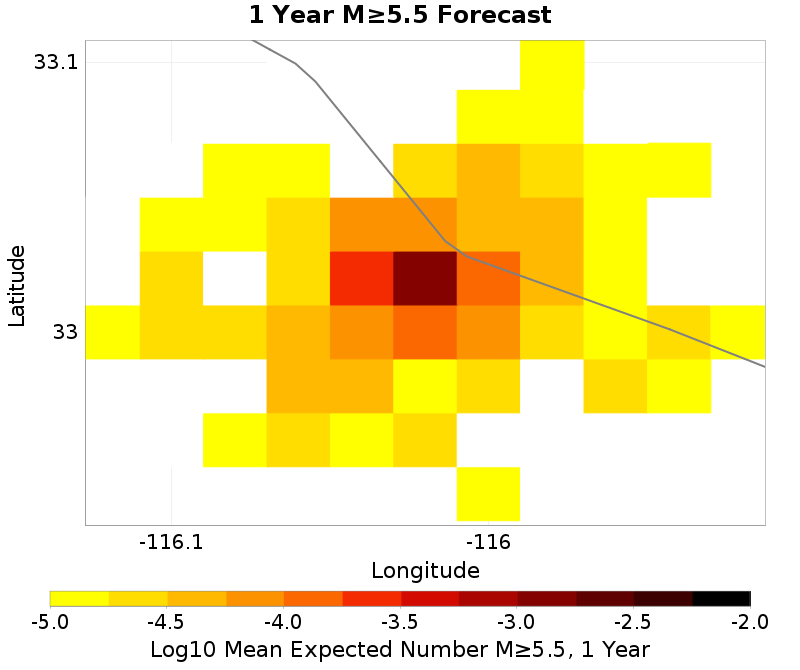 1 Year M≥5.5 Forecast
33.1
33
Latitude
-116.1 -116
Longitude
-5.0 -4.5 -4.0 -3.5 -3.0 -2.5 -2.0
Log10 Mean Expected Number M≥5.5, 1 Year